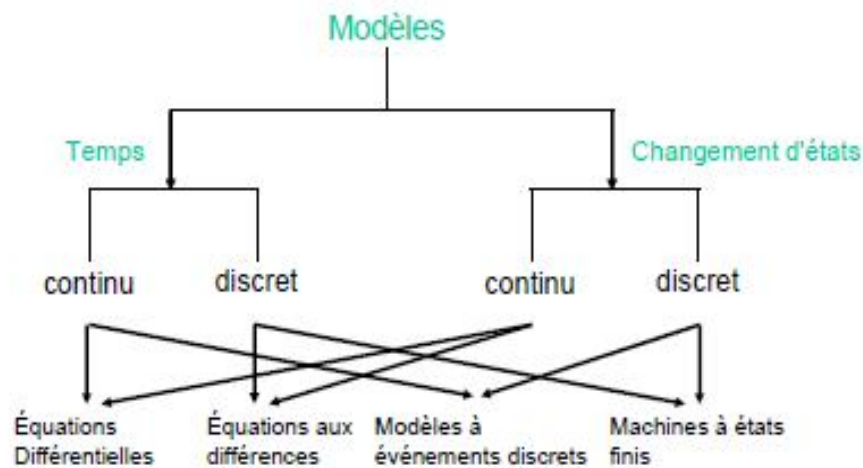 Modèles
Temps
Changement d'états
continu
discret
continu
discret
Équations
Différentielles
Équations aux
différences
Modèles à
événements discrets
Machines à états
finis